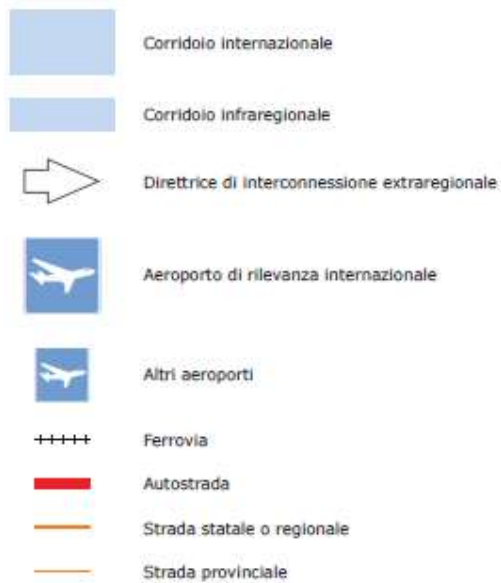 Corridoio internazionale
Corridoio infraregionale
Direttrice di interconnessione extraregionale
Aeroporto di rilevanza internazionale
Altri aeroporti
Ferrovia
Autostrada
Strada statale o regionale
Strada provinciale